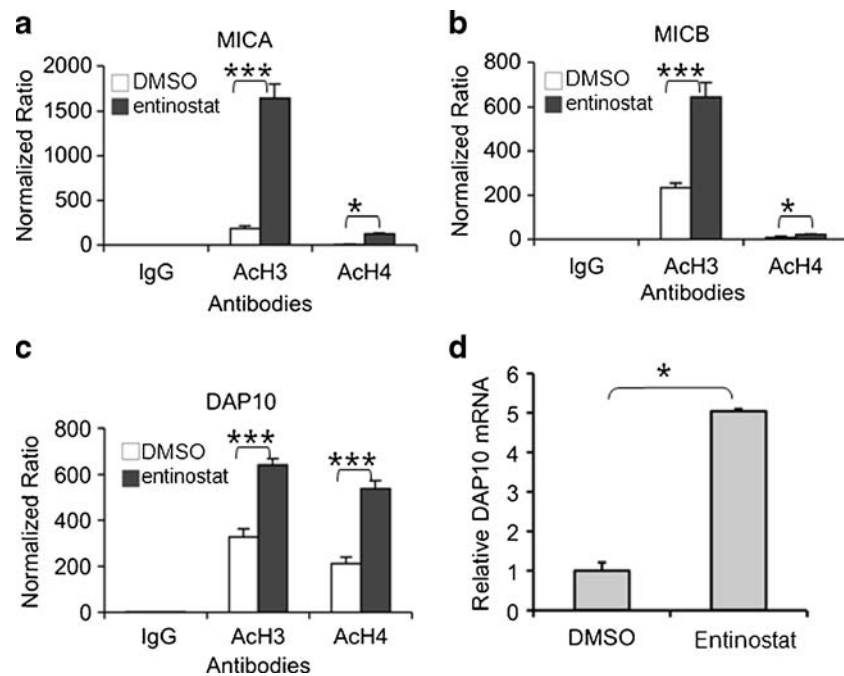 a
MICA
DMSO
entinostat
Normalized Ratio
2000
1500
1000
500
0
***
*
IgG AcH3 AcH4
Antibodies
b
MICB
DMSO
entinostat
Normalized Ratio
800
600
400
200
0
***
*
IgG AcH3 AcH4
Antibodies
c
DAP10
DMSO
entinostat
Normalized Ratio
800
600
400
200
0
***
***
IgG AcH3 AcH4
Antibodies
d
Relative DAP10 mRNA
6
5
4
3
2
1
0
*
DMSO Entinostat